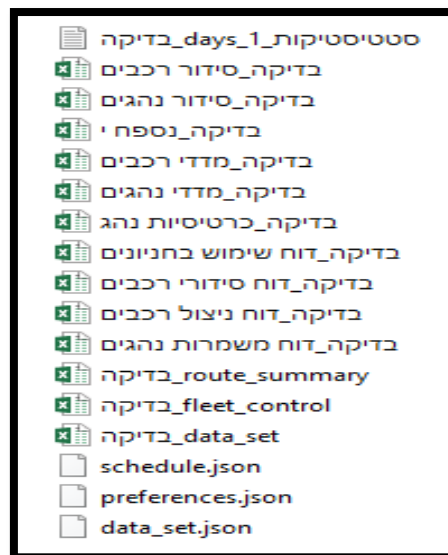 סטטיסטיקות_days_1_בדיקה
בדיקה_סידור רכבים
בדיקה_סידור נהגים
בדיקה_נספח י
בדיקה_מדדי רכבים
בדיקה_מדדי נהגים
בדיקה_כרטיסיות נהג
בדיקה_דוח שימוש בחניונים
בדיקה_דוח סידורי רכבים
בדיקה_דוח ניצול רכבים
בדיקה_דוח משמרות נהגים
בדיקה_route_summary
בדיקה_fleet_control
בדיקה_data_set
schedule.json
preferences.json
data_set.json